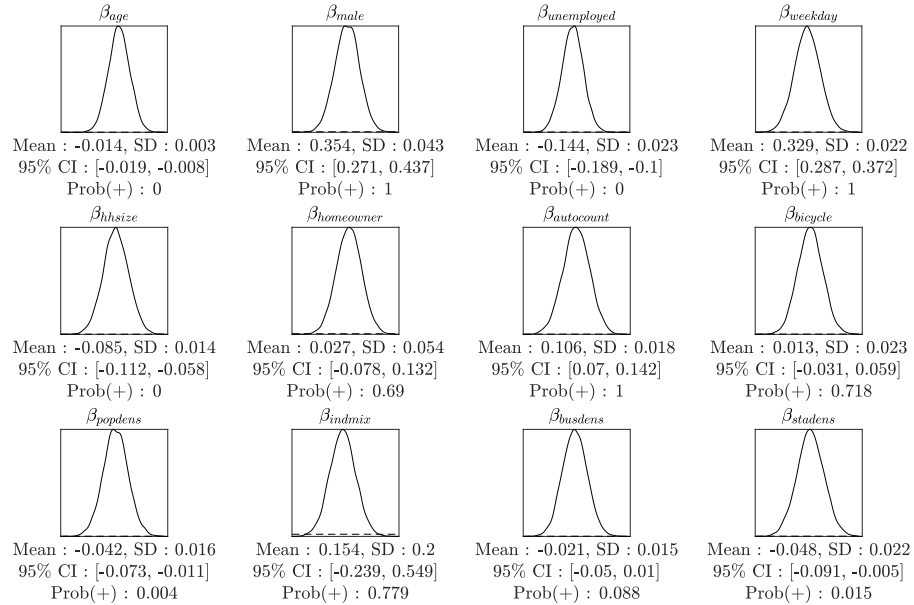 β_age β_male β_unemployed β_weekday
Mean : -0.014, SD : 0.003 Mean : 0.354, SD : 0.043 Mean : -0.144, SD : 0.023 Mean : 0.329, SD : 0.022
95% CI : [-0.019, -0.008] 95% CI : [0.271, 0.437] 95% CI : [-0.189, -0.1] 95% CI : [0.287, 0.372]
Prob(+) : 0 Prob(+) : 1 Prob(+) : 0 Prob(+) : 1
β_hhsize β_homeowner β_autocount β_bicycle
Mean : -0.085, SD : 0.014 Mean : 0.027, SD : 0.054 Mean : 0.106, SD : 0.018 Mean : 0.013, SD : 0.023
95% CI : [-0.112, -0.058] 95% CI : [-0.078, 0.132] 95% CI : [0.07, 0.142] 95% CI : [-0.031, 0.059]
Prob(+) : 0 Prob(+) : 0.69 Prob(+) : 1 Prob(+) : 0.718
β_popdens β_indmix β_busdens β_stadens
Mean : -0.042, SD : 0.016 Mean : 0.154, SD : 0.2 Mean : -0.021, SD : 0.015 Mean : -0.048, SD : 0.022
95% CI : [-0.073, -0.011] 95% CI : [-0.239, 0.549] 95% CI : [-0.05, 0.01] 95% CI : [-0.091, -0.005]
Prob(+) : 0.004 Prob(+) : 0.779 Prob(+) : 0.088 Prob(+) : 0.015